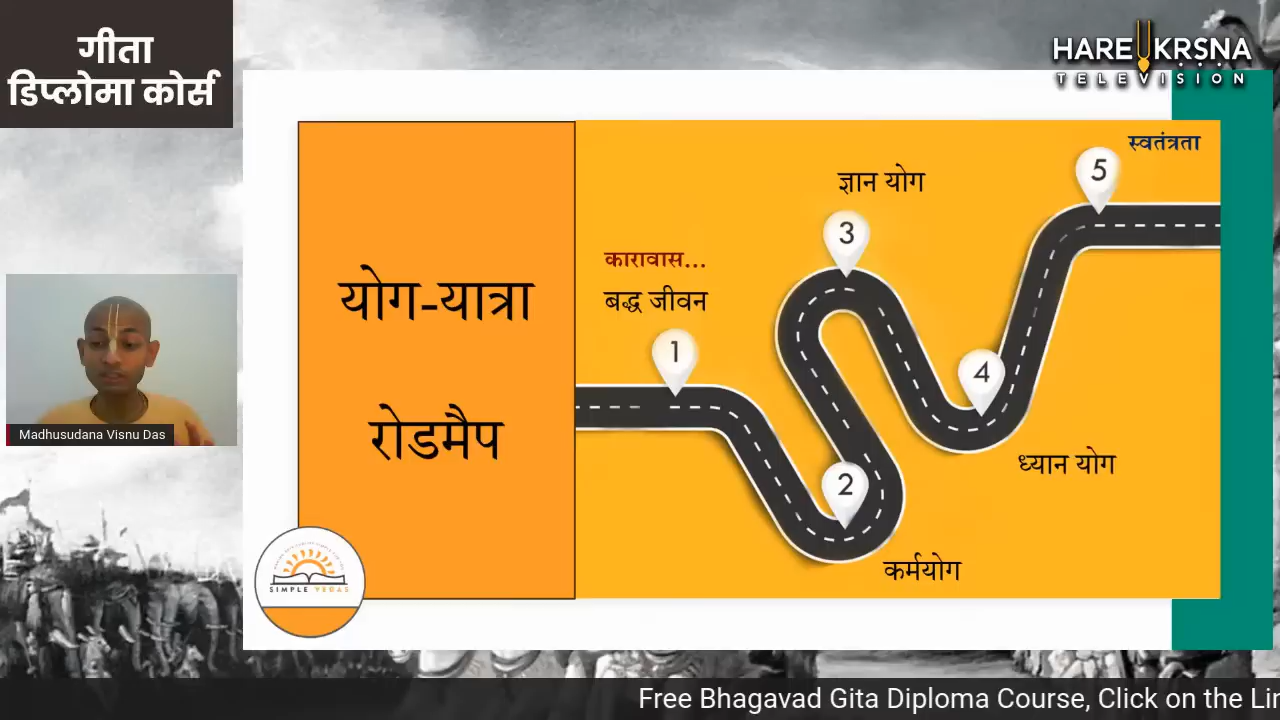 गीता
डिप्लोमा कोर्स
HARE KRSNA
TELEVISION
योग-यात्रा
रोडमैप
कारावास...
बद्ध जीवन
1
2
कर्मयोग
3
ज्ञान योग
4
ध्यान योग
5
स्वतंत्रता
Madhusudana Visnu Das
SIMPLE VEDAS
Free Bhagavad Gita Diploma Course, Click on the Lin